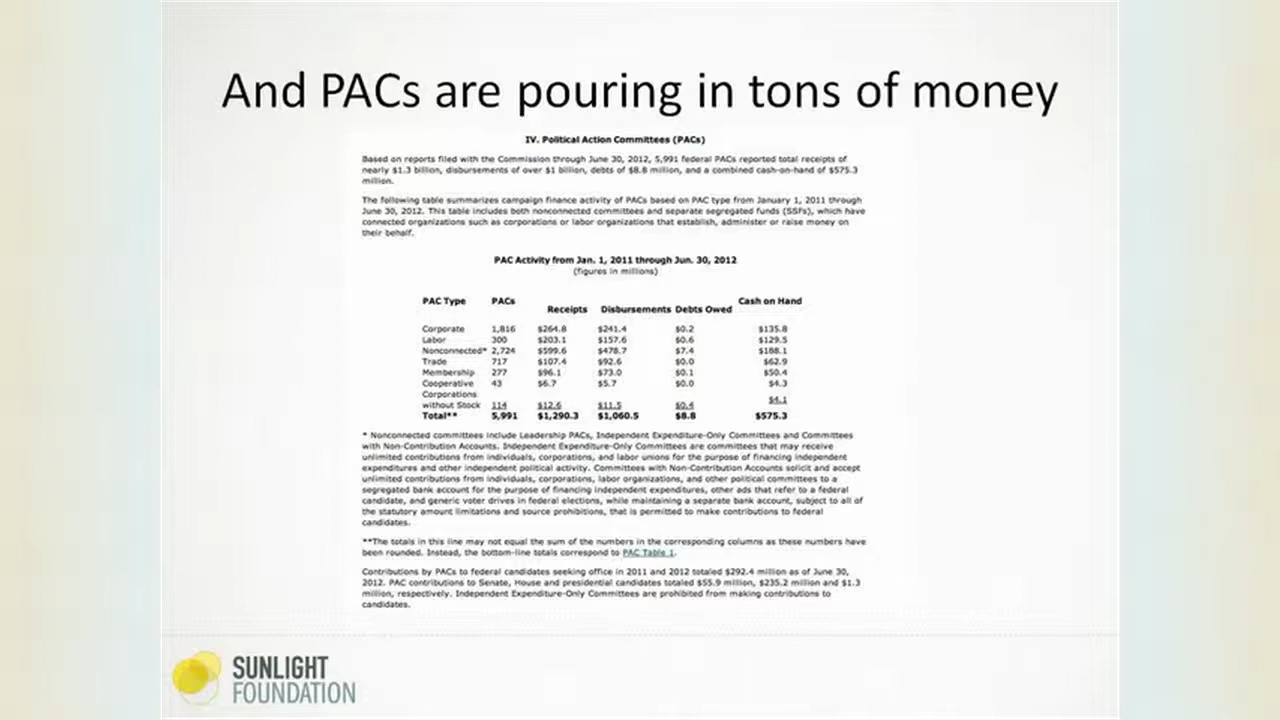 And PACs are pouring in tons of money
IV. Political Action Committees (PACs)
Based on reports filed with the Commission through June 30, 2012, 5,991 federal PACs reported total receipts of
nearly $1.3 billion, disbursements of over $1 billion, debts of $8.8 million, and a combined cash-on-hand of $575.3
million.
The following table summarizes campaign finance activity of PACs based on PAC type from January 1, 2011 through
June 30, 2012. This table includes both nonconnected committees and separate segregated funds (SSFs), which have
connected organizations such as corporations or labor organizations that establish, administer or raise money on
their behalf.
PAC Activity from Jan. 1, 2011 through Jun. 30, 2012
(figures in millions)
PAC Type PACs Receipts Disbursements Debts Owed Cash on Hand
Corporate 1,816 $264.8 $241.4 $0.2 $135.8
Labor 300 $203.1 $157.6 $0.6 $129.5
Nonconnected* 2,724 $599.6 $478.7 $7.4 $188.1
Trade 717 $107.4 $92.6 $0.0 $62.9
Membership 277 $96.1 $73.0 $0.1 $50.4
Cooperative 43 $6.7 $5.7 $0.0 $4.3
Corporations
without Stock 114 $12.6 $11.5 $0.4 $4.1
Total** 5,991 $1,290.3 $1,060.5 $8.8 $575.3
* Nonconnected committees include Leadership PACs, Independent Expenditure-Only Committees and Committees
with Non-Contribution Accounts. Independent Expenditure-Only Committees are committees that may receive
unlimited contributions from individuals, corporations, and labor unions for the purpose of financing independent
expenditures and other independent political activity. Committees with Non-Contribution Accounts solicit and accept
unlimited contributions from individuals, corporations, labor organizations, and other political committees to a
segregated bank account for the purpose of financing independent expenditures, other ads that refer to a federal
candidate, and generic voter drives in federal elections, while maintaining a separate bank account, subject to all of
the statutory amount limitations and source prohibitions, that is permitted to make contributions to federal
candidates.
**The totals in this line may not equal the sum of the numbers in the corresponding columns as these numbers have
been rounded. Instead, the bottom-line totals correspond to PAC Table 1.
Contributions by PACs to federal candidates seeking office in 2011 and 2012 totaled $292.4 million as of June 30,
2012. PAC contributions to Senate, House and presidential candidates totaled $55.9 million, $235.2 million and $1.3
million, respectively. Independent Expenditure-Only Committees are prohibited from making contributions to
candidates.
SUNLIGHT
FOUNDATION